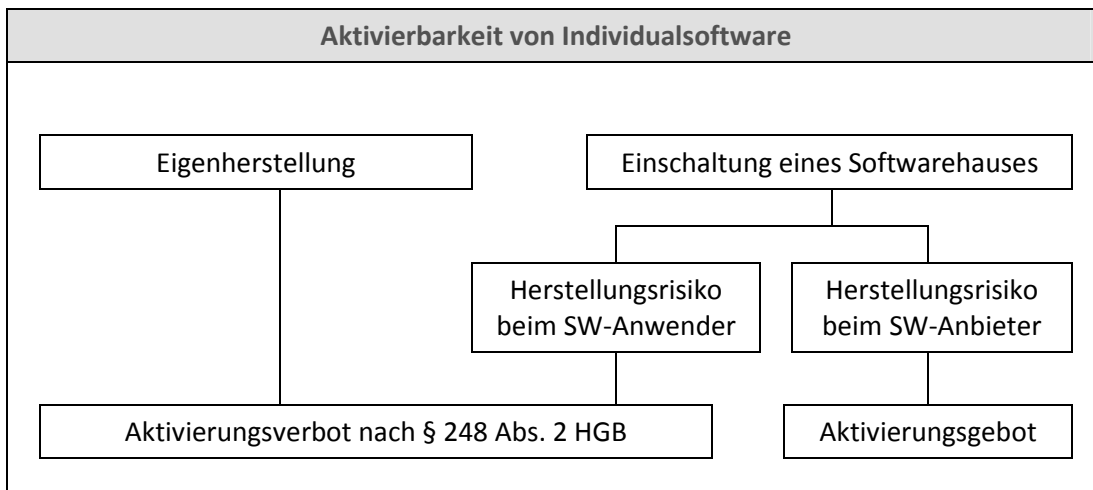 Aktivierbarkeit von Individualsoftware
Eigenherstellung
Einschaltung eines Softwarehauses
Herstellungsrisiko
beim SW-Anwender
Herstellungsrisiko
beim SW-Anbieter
Aktivierungsverbot nach § 248 Abs. 2 HGB
Aktivierungsgebot